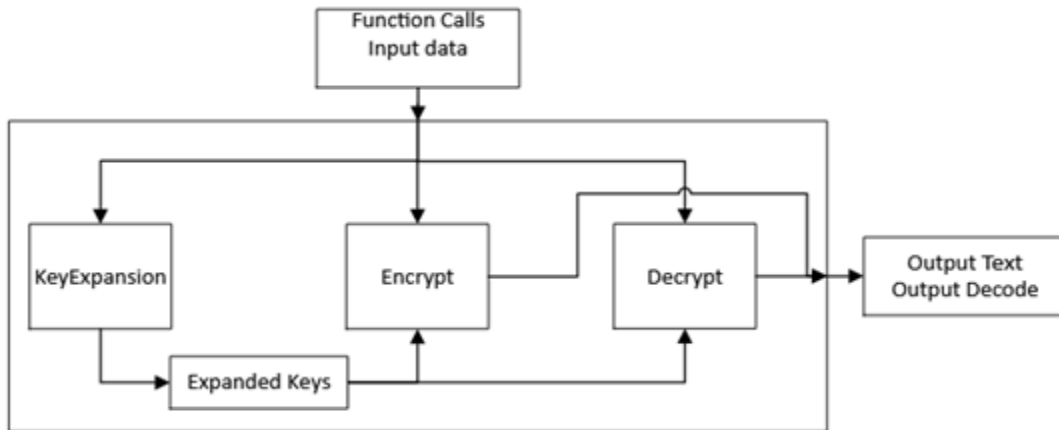 Function Calls
Input data
KeyExpansion
Encrypt
Decrypt
Output Text
Output Decode
Expanded Keys